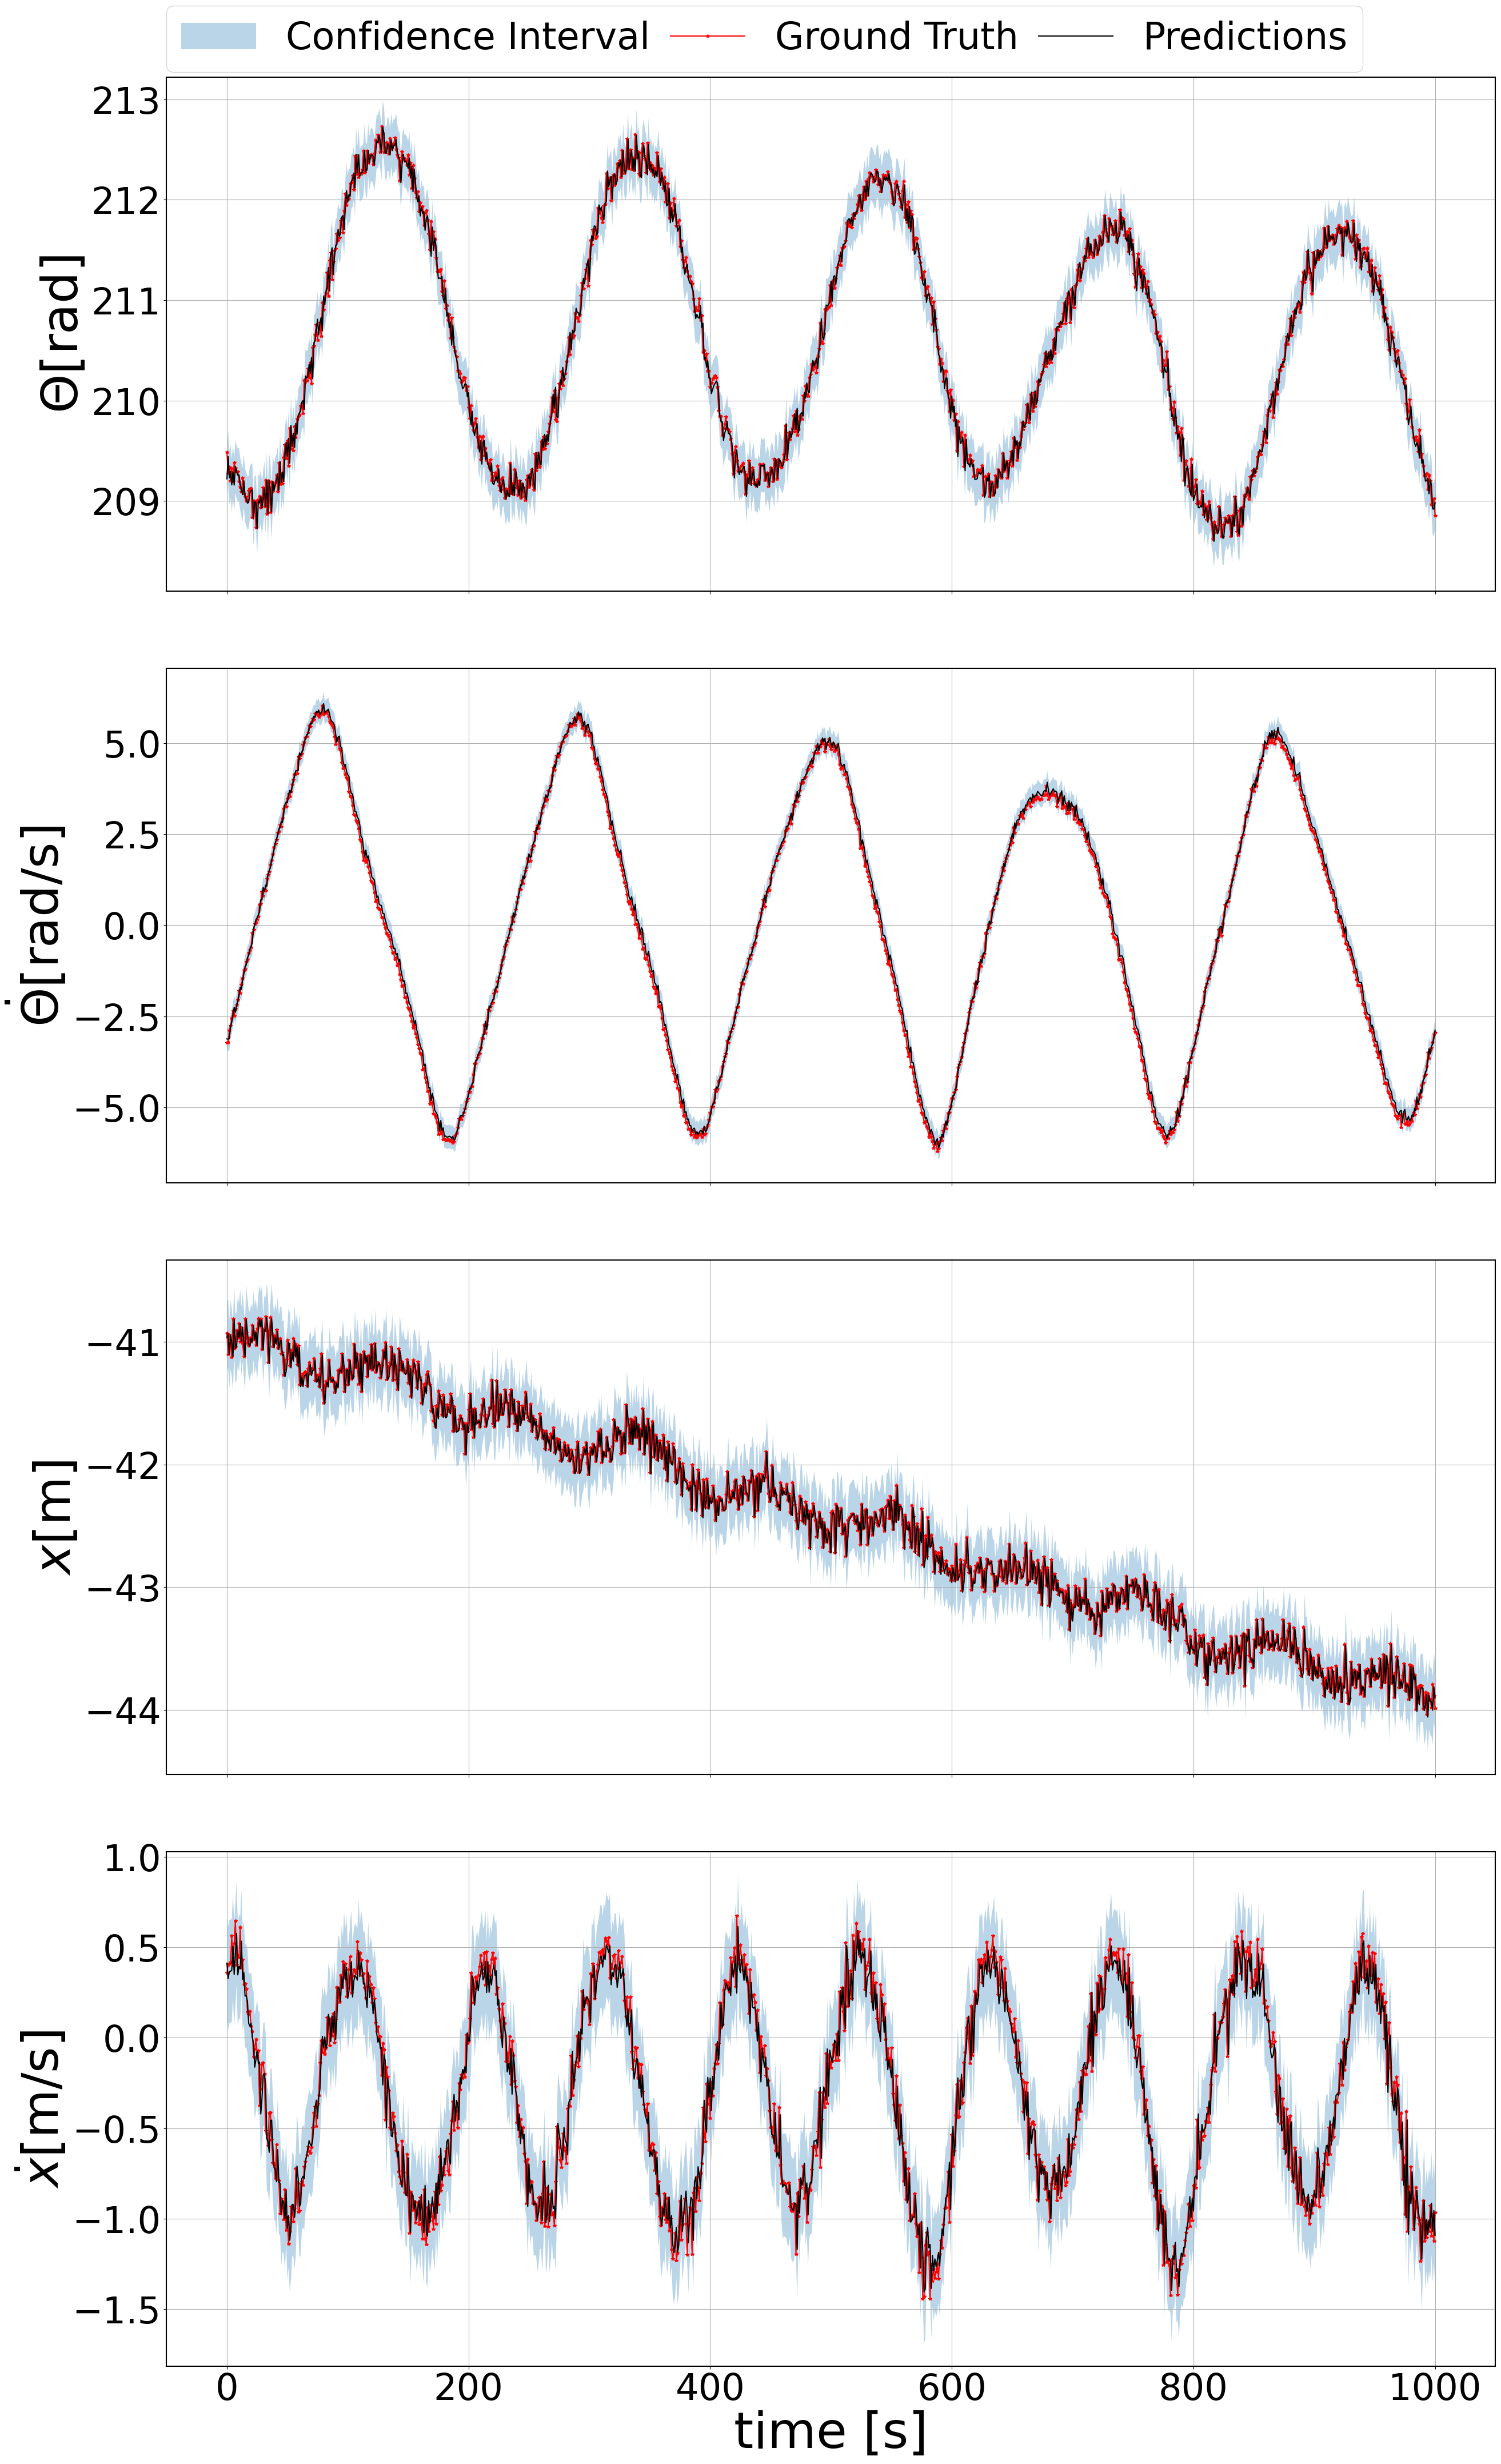 Confidence Interval Ground Truth Predictions
213
212
211
210
209
Θ[rad]
5.0
2.5
0.0
−2.5
−5.0
Θ̇[rad/s]
−41
−42
−43
−44
x[m]
1.0
0.5
0.0
−0.5
−1.0
−1.5
ẋ[m/s]
0 200 400 600 800 1000
time [s]